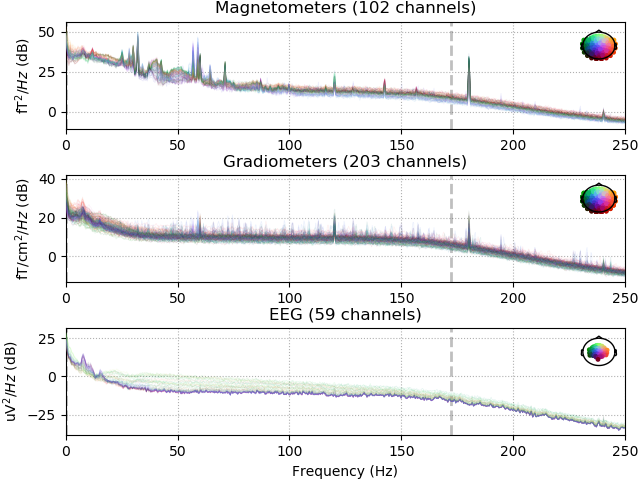 Magnetometers (102 channels)
fT²/Hz (dB)
50
25
0
0 50 100 150 200 250
Gradiometers (203 channels)
fT/cm²/Hz (dB)
40
20
0
0 50 100 150 200 250
EEG (59 channels)
uV²/Hz (dB)
25
0
−25
0 50 100 150 200 250
Frequency (Hz)